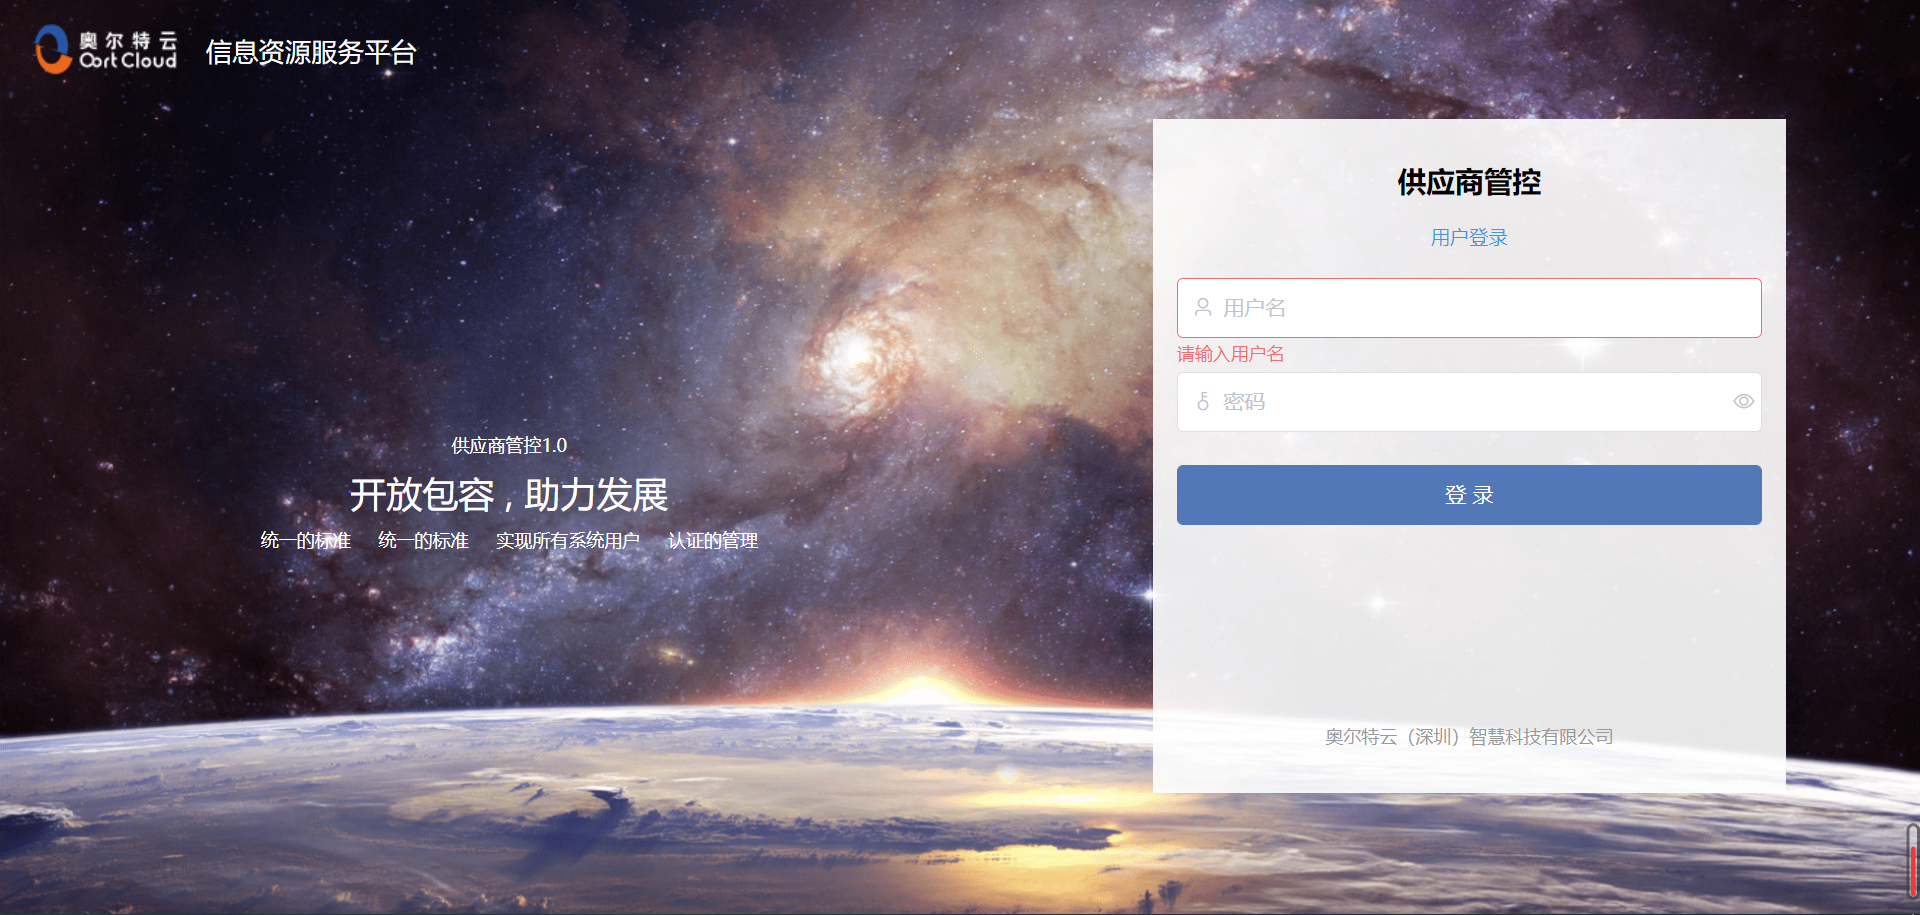 奥尔特云
Oort Cloud
信息资源服务平台
供应商管控
用户登录
用户名
请输入用户名
密码
登 录
供应商管控1.0
开放包容 , 助力发展
统一的标准 统一的标准 实现所有系统用户 认证的管理
奥尔特云（深圳）智慧科技有限公司